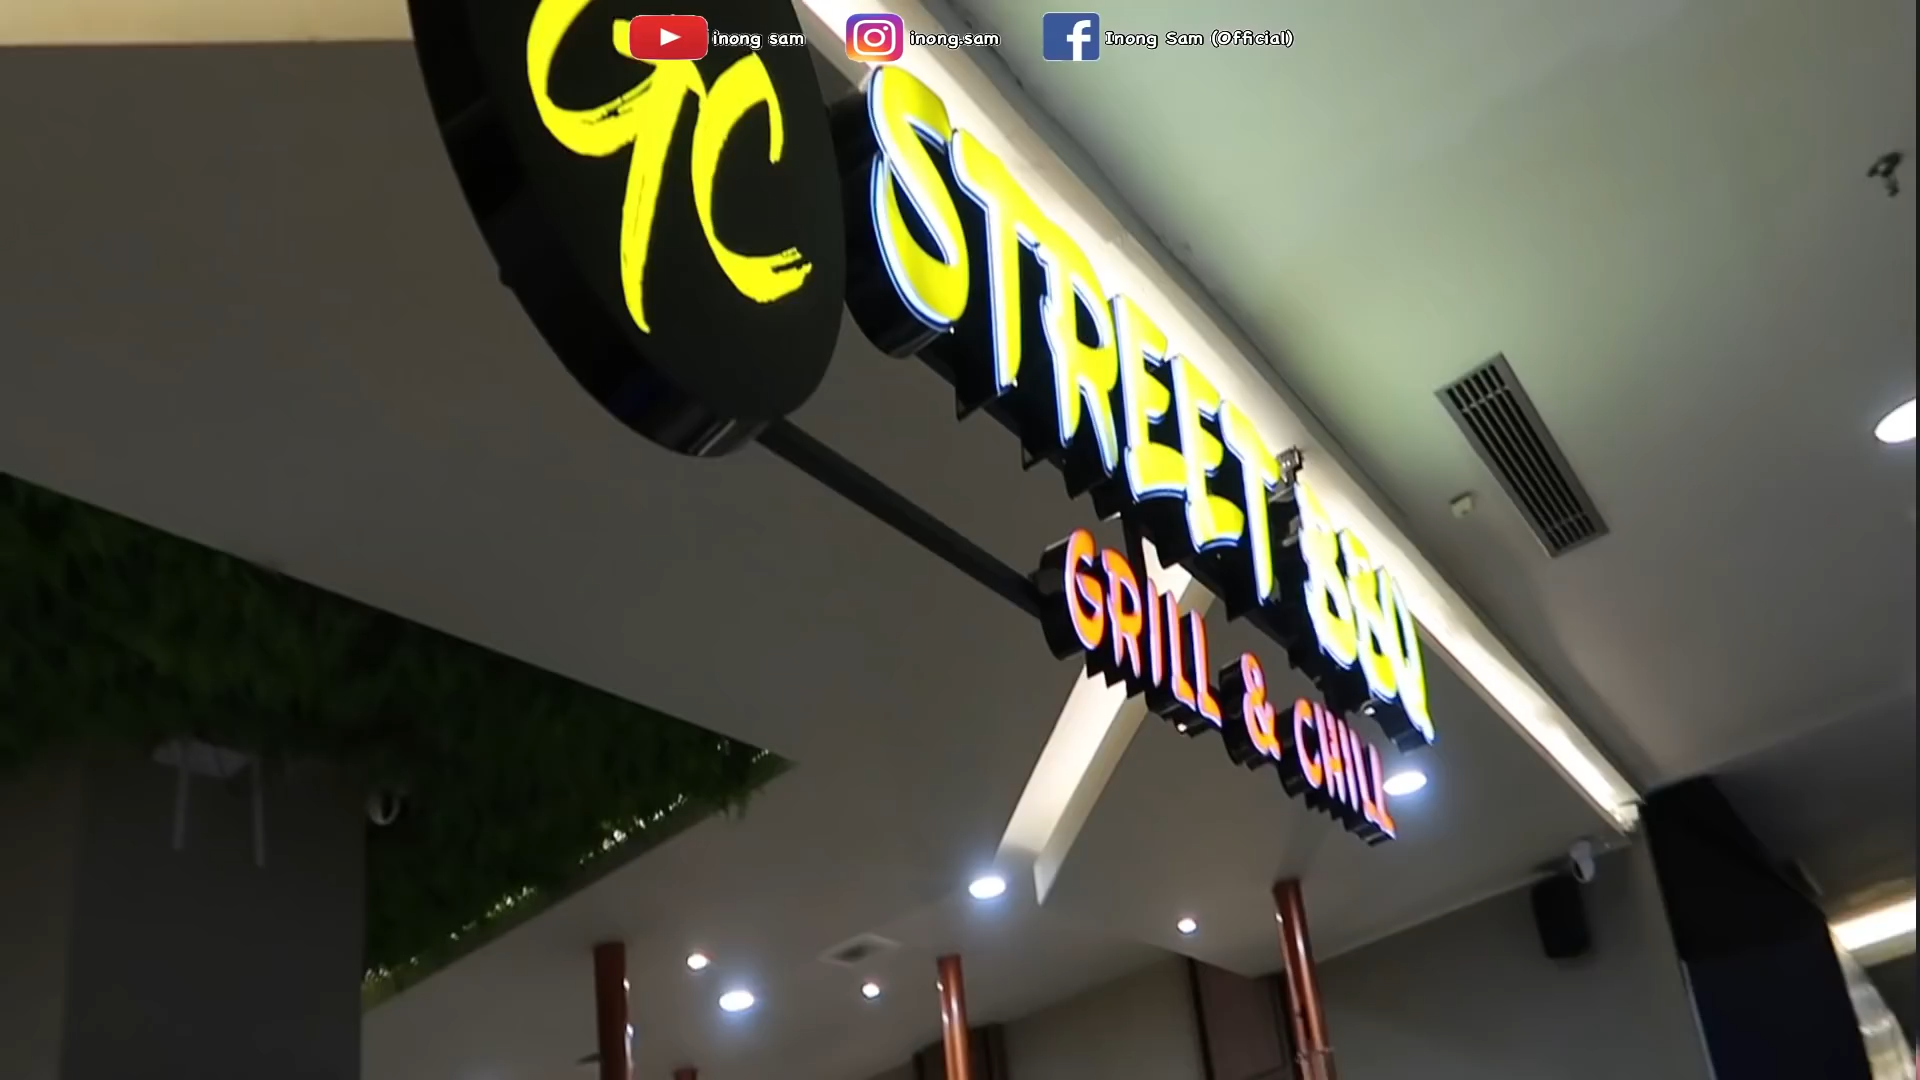 inong sam
inong.sam
Inong Sam (Official)
GC
STREET BBQ
GRILL & CHILL